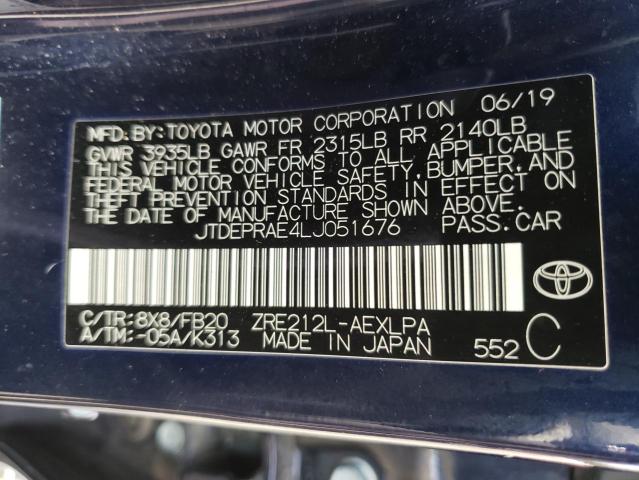 MFD. BY: TOYOTA MOTOR CORPORATION 06/19
GVWR 3935LB GAWR FR 2315LB RR 2140LB
THIS VEHICLE CONFORMS TO ALL APPLICABLE
FEDERAL MOTOR VEHICLE SAFETY, BUMPER, AND
THEFT PREVENTION STANDARDS IN EFFECT ON
THE DATE OF MANUFACTURE SHOWN ABOVE.
JTDEPRAE4LJ051676 PASS.CAR
C/TR: 8X8/FB20 ZRE212L-AEXLPA
A/TM: -05A/K313 MADE IN JAPAN 552 C
TOYOTA